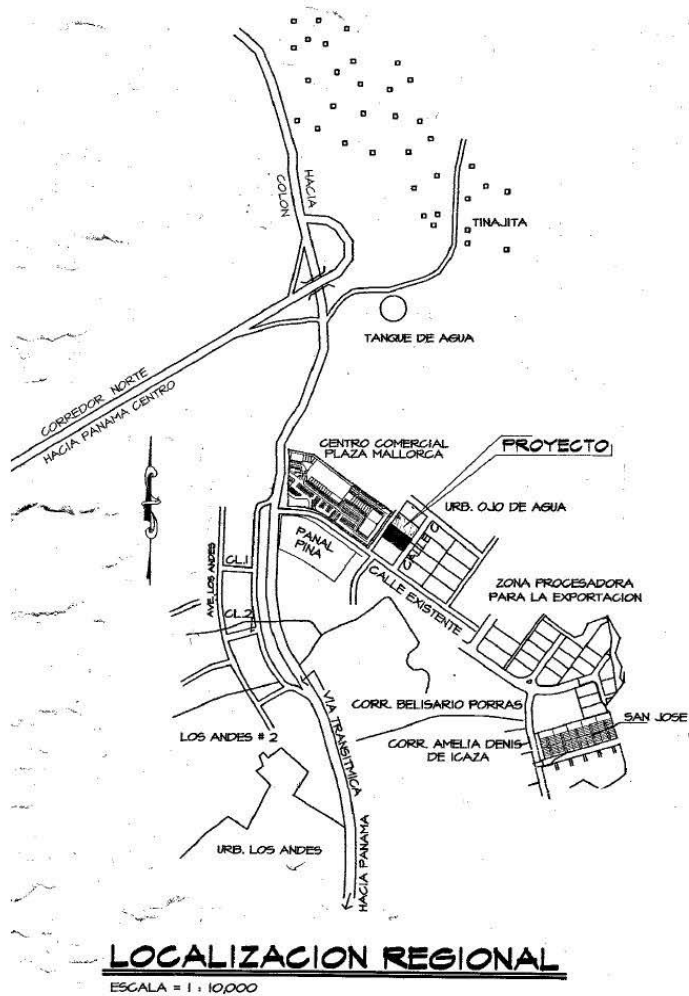 HACIA
COLON
TINAJITA
TANQUE DE AGUA
CORREDOR NORTE
HACIA PANAMA CENTRO
CENTRO COMERCIAL
PLAZA MALLORCA
PROYECTO
URB. OJO DE AGUA
CALLE C
PANAL
PINA
CL.1
AVE. LOS ANDES
CL.2
CALLE EXISTENTE
ZONA PROCESADORA
PARA LA EXPORTACION
CORR. BELISARIO PORRAS
SAN JOSE
LOS ANDES # 2
VIA TRANSITMICA
CORR. AMELIA DENIS
DE ICAZA
URB. LOS ANDES
HACIA PANAMA
LOCALIZACION REGIONAL
ESCALA = 1 : 10,000